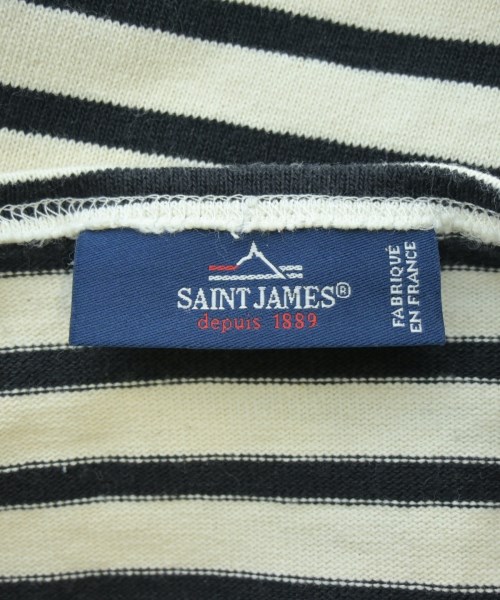 SAINT JAMES®
depuis 1889
FABRIQUÉ
EN FRANCE